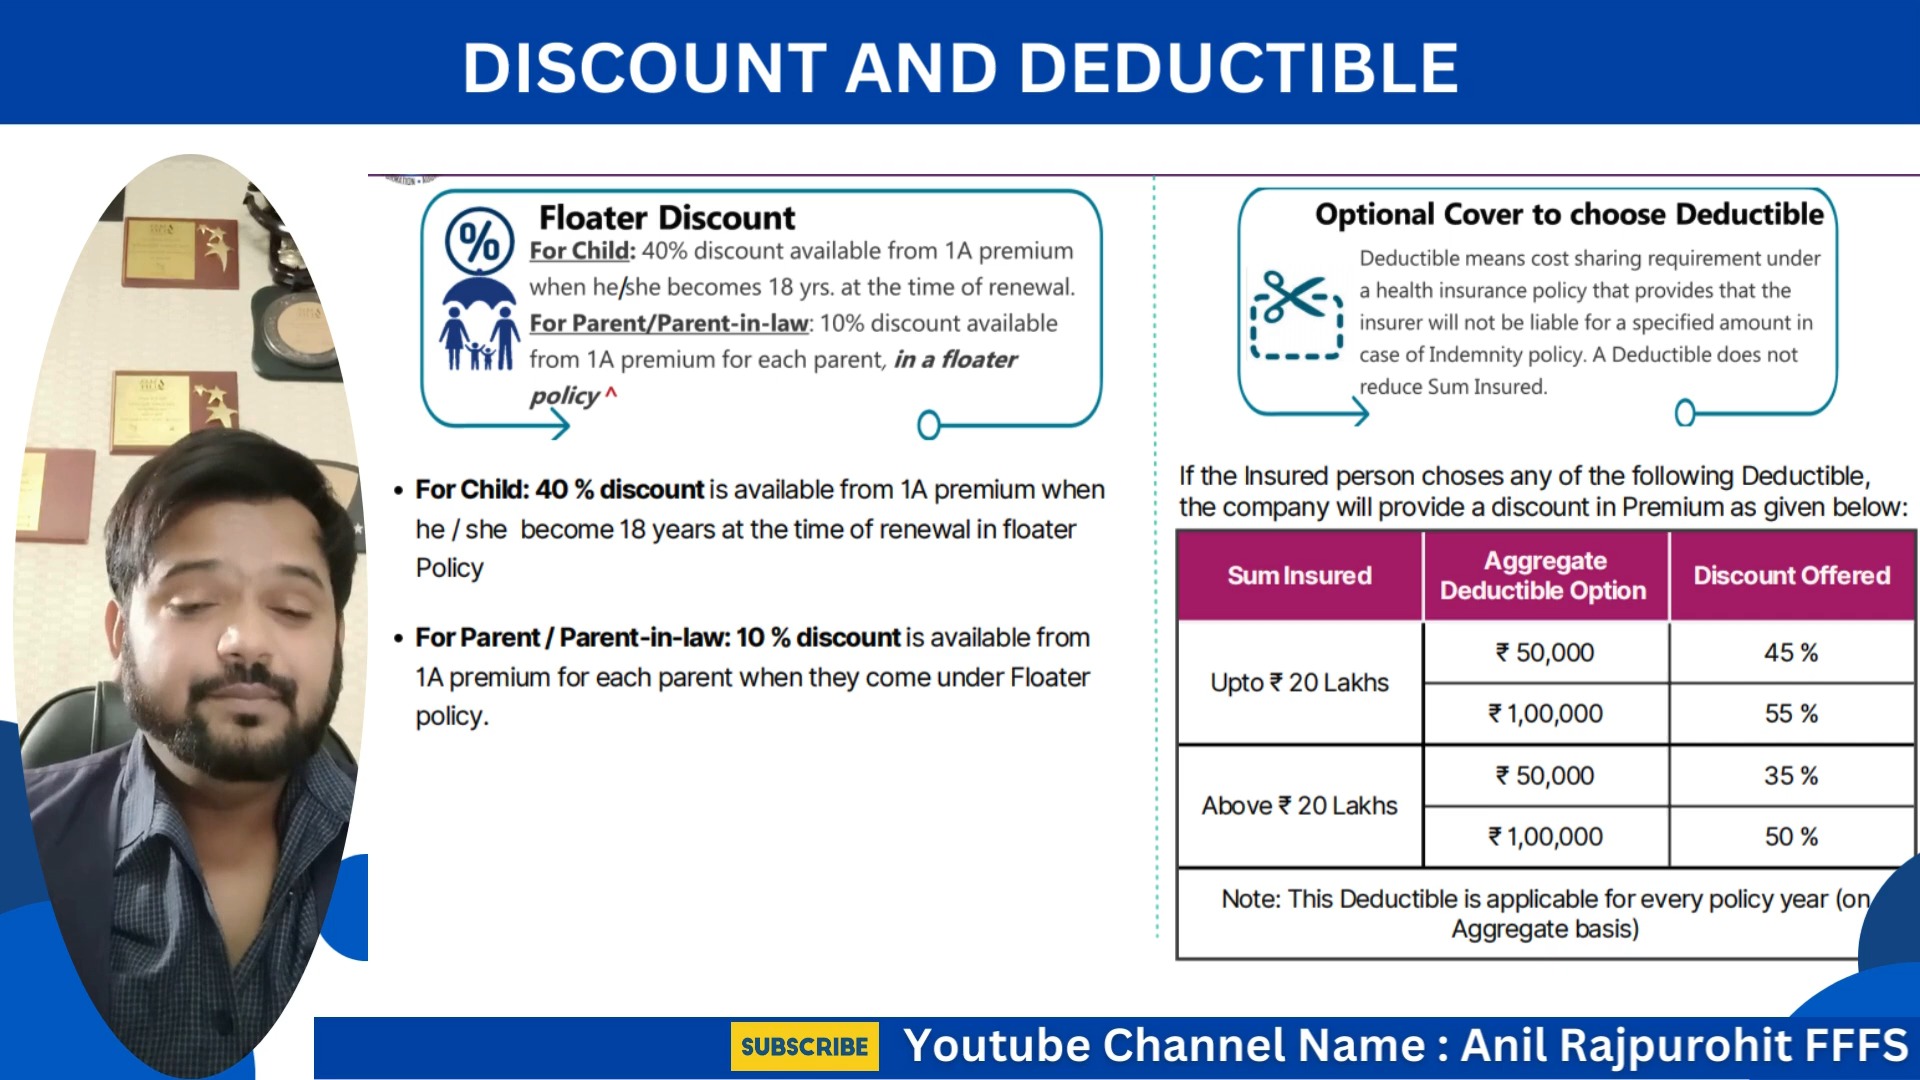 DISCOUNT AND DEDUCTIBLE
%
Floater Discount
For Child: 40% discount available from 1A premium
when he/she becomes 18 yrs. at the time of renewal.
For Parent/Parent-in-law: 10% discount available
from 1A premium for each parent, in a floater
policy ^
• For Child: 40 % discount is available from 1A premium when
he / she become 18 years at the time of renewal in floater
Policy
• For Parent / Parent-in-law: 10 % discount is available from
1A premium for each parent when they come under Floater
policy.
Optional Cover to choose Deductible
Deductible means cost sharing requirement under
a health insurance policy that provides that the
insurer will not be liable for a specified amount in
case of Indemnity policy. A Deductible does not
reduce Sum Insured.
If the Insured person choses any of the following Deductible,
the company will provide a discount in Premium as given below:
Sum Insured
Aggregate
Deductible Option
Discount Offered
Upto ₹ 20 Lakhs
₹ 50,000
45 %
₹ 1,00,000
55 %
Above ₹ 20 Lakhs
₹ 50,000
35 %
₹ 1,00,000
50 %
Note: This Deductible is applicable for every policy year (on
Aggregate basis)
SUBSCRIBE
Youtube Channel Name : Anil Rajpurohit FFFS